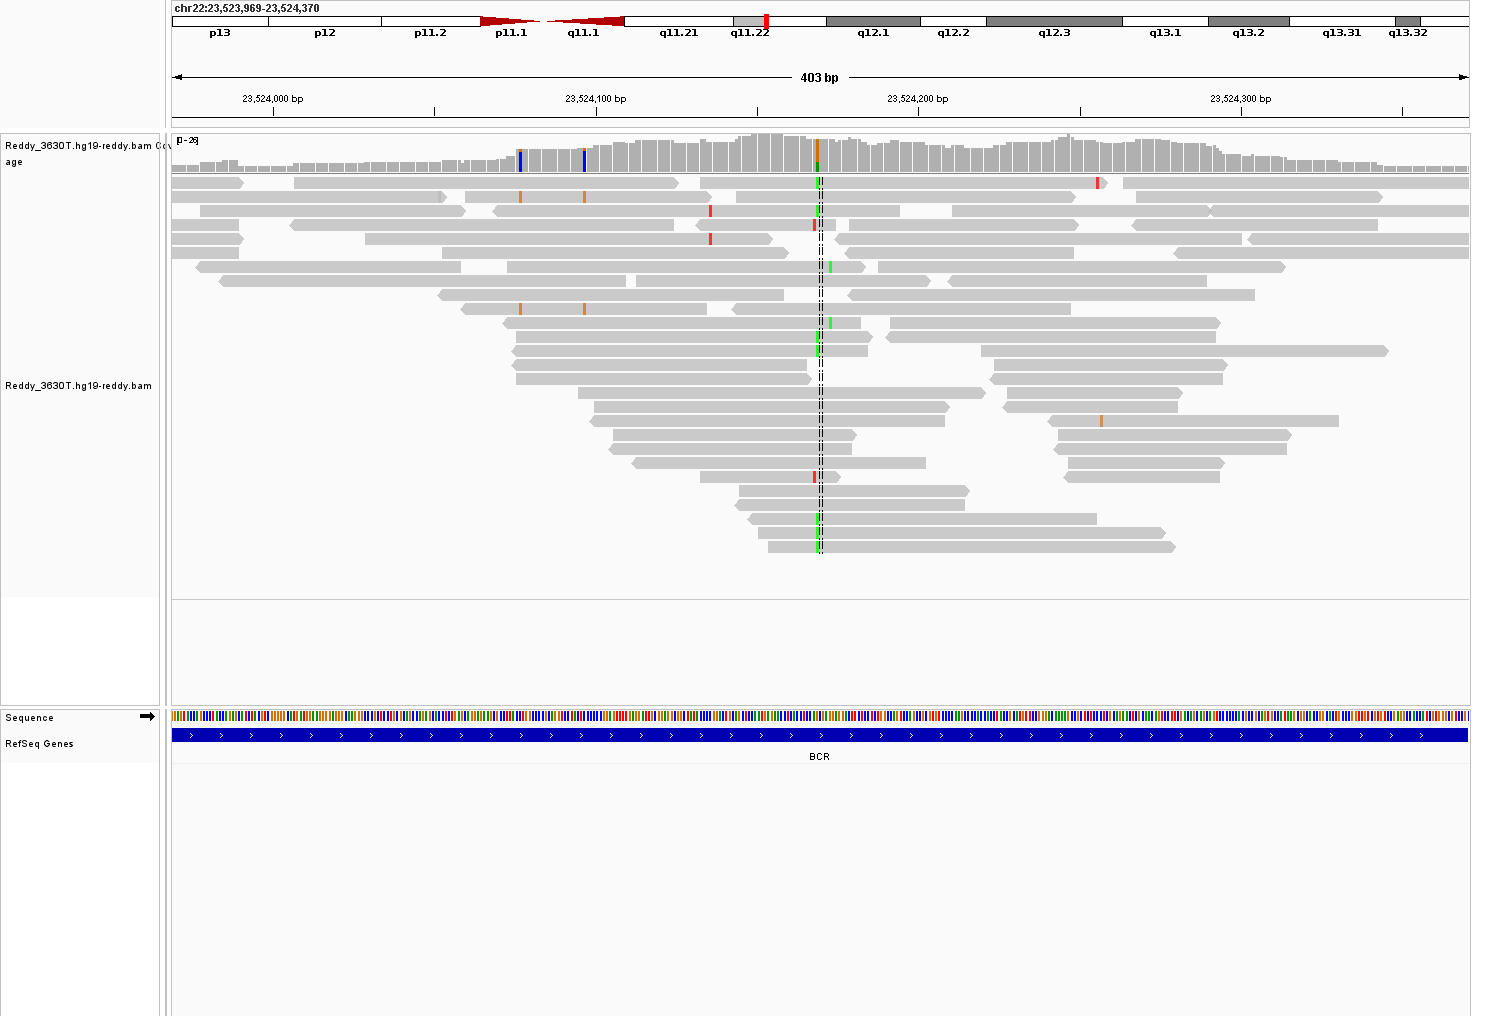 chr22:23,523,969-23,524,370
p13 p12 p11.2 p11.1 q11.1 q11.21 q11.22 q12.1 q12.2 q12.3 q13.1 q13.2 q13.31 q13.32
403 bp
23,524,000 bp 23,524,100 bp 23,524,200 bp 23,524,300 bp
Reddy_3630T.hg19-reddy.bam Cov
age
[0-26]
Reddy_3630T.hg19-reddy.bam
Sequence
RefSeq Genes
BCR